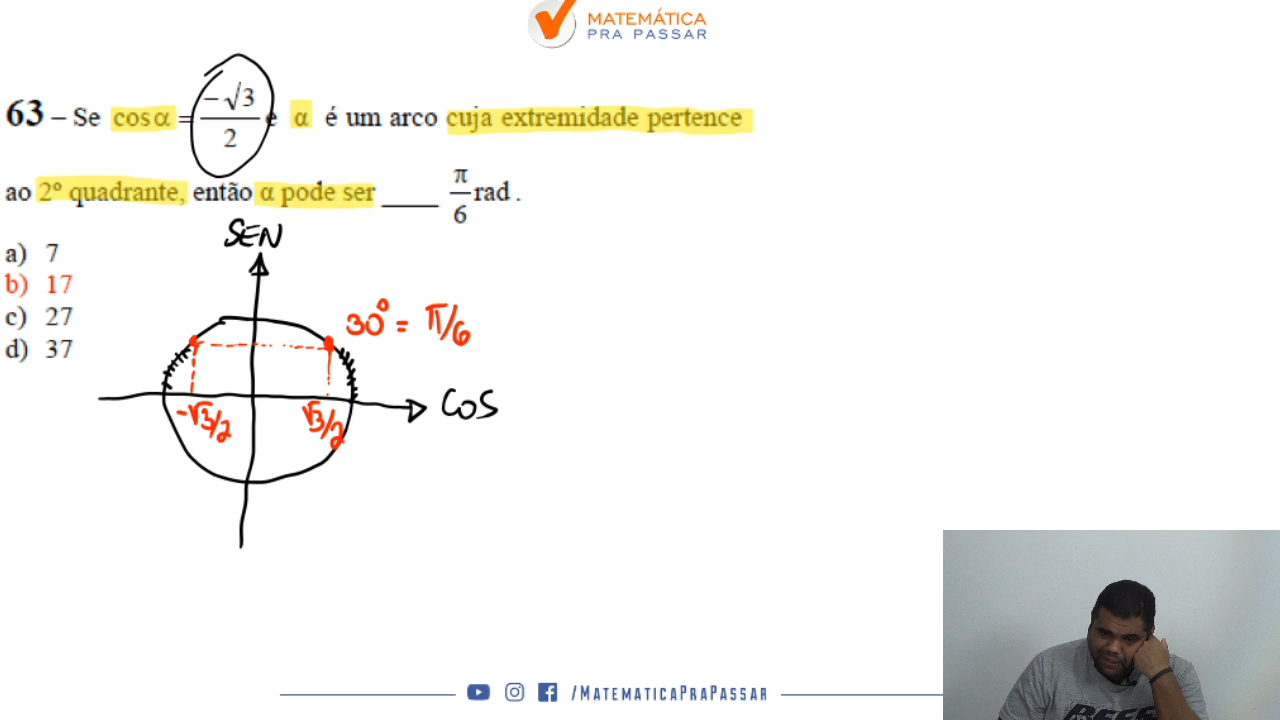 MATEMÁTICA
PRA PASSAR
63 – Se cos α = −√3/2 e α é um arco cuja extremidade pertence
ao 2º quadrante, então α pode ser ____ π/6 rad .
SEN
a) 7
b) 17
c) 27
d) 37
30° = π/6
COS
-√3/2 √3/2
/MATEMATICAPRAPASSAR